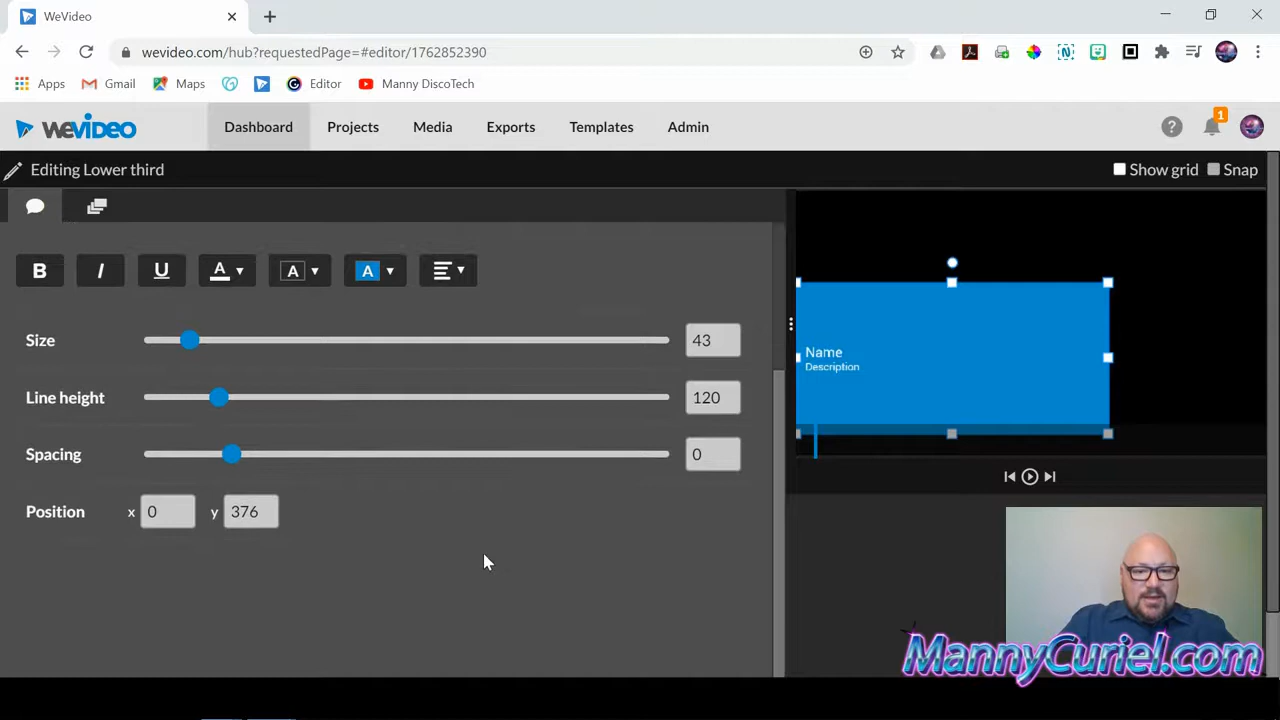 WeVideo
wevideo.com/hub?requestedPage=#editor/1762852390
Apps Gmail Maps Editor Manny DiscoTech
wevideo Dashboard Projects Media Exports Templates Admin
1
Editing Lower third
Show grid Snap
B I U A A A
Size 43
Line height 120
Spacing 0
Position x 0 y 376
Name
Description
MannyCuriel.com